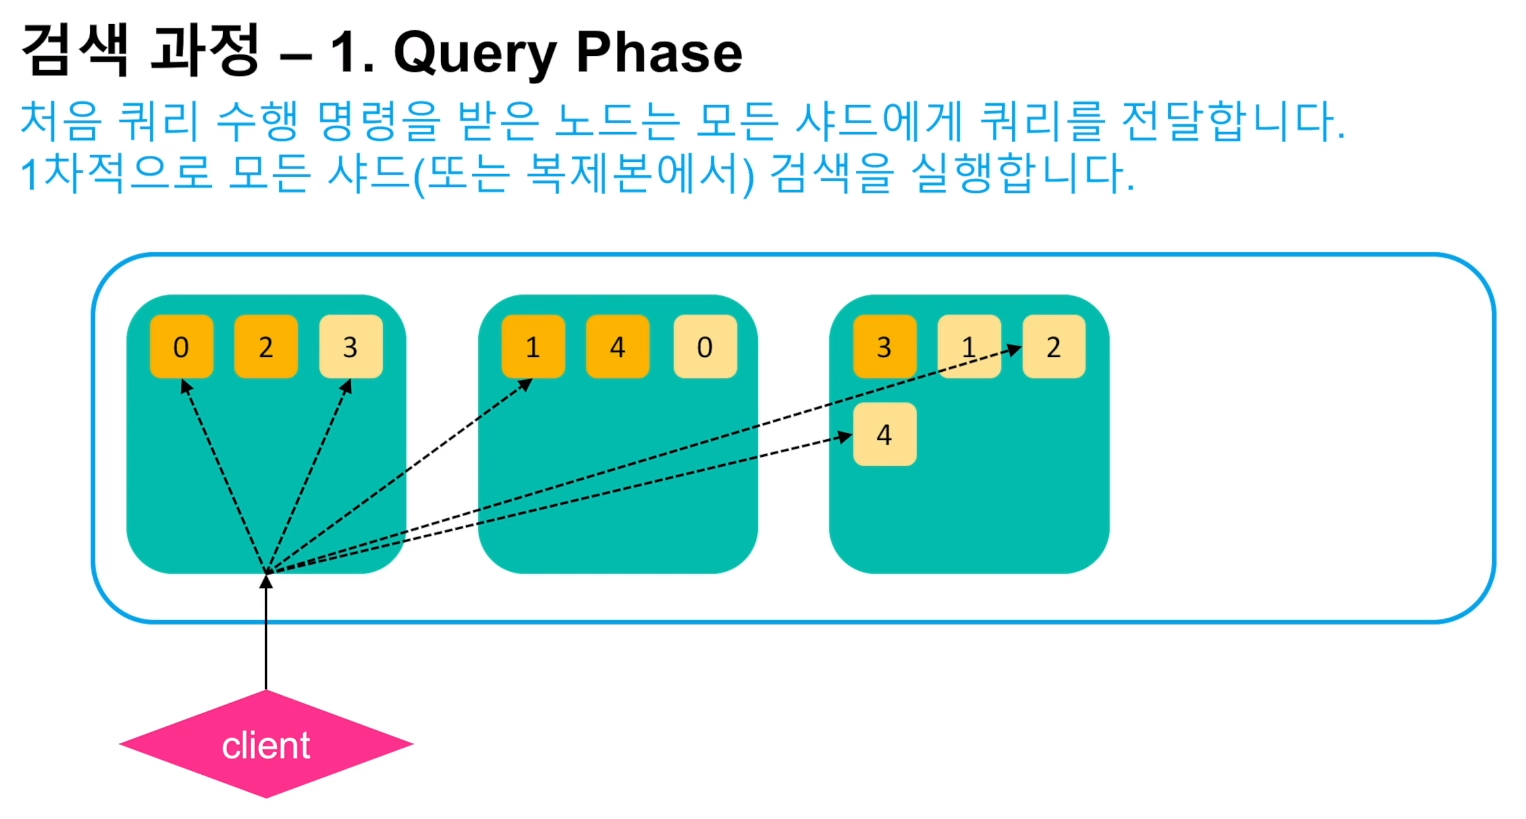 검색 과정 – 1. Query Phase
처음 쿼리 수행 명령을 받은 노드는 모든 샤드에게 쿼리를 전달합니다.
1차적으로 모든 샤드(또는 복제본에서) 검색을 실행합니다.
0 2 3
1 4 0
3 1 2
4
client